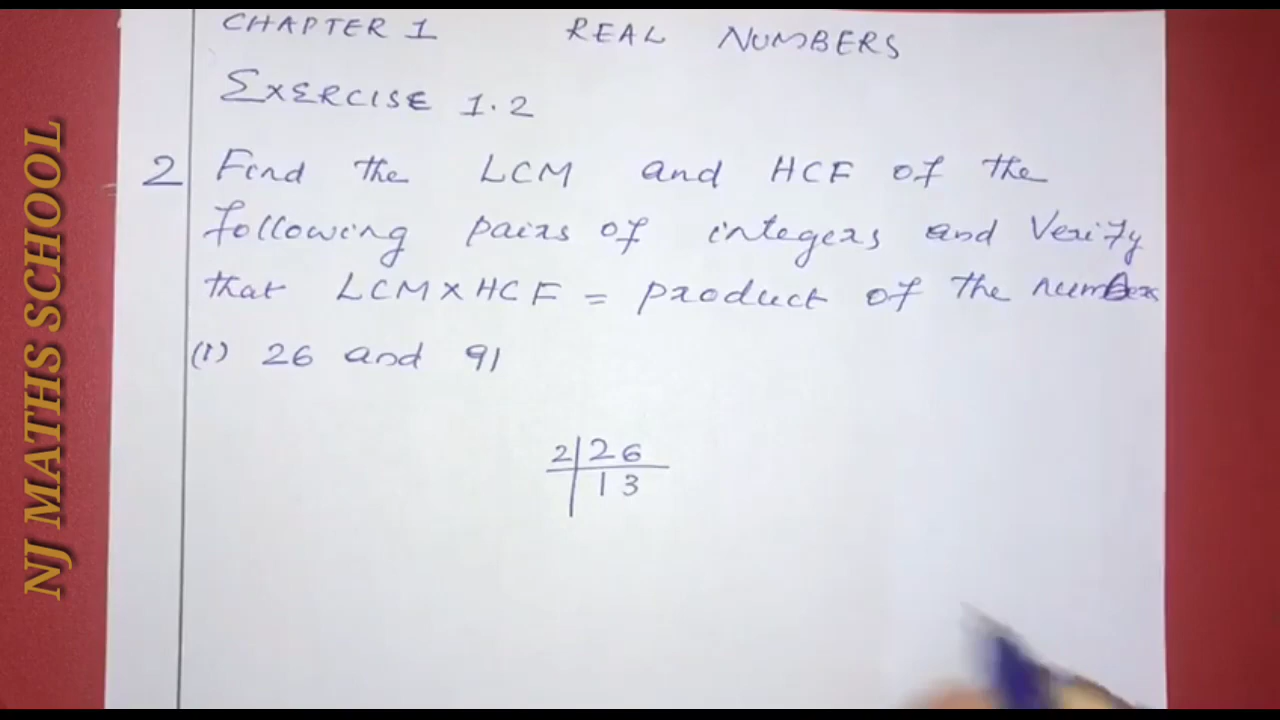 NJ MATHS SCHOOL
CHAPTER 1 REAL NUMBERS
EXERCISE 1.2
2 Find the LCM and HCF of the
following pairs of integers and Verify
that LCM x HCF = product of the number
(i) 26 and 91
2 26
13